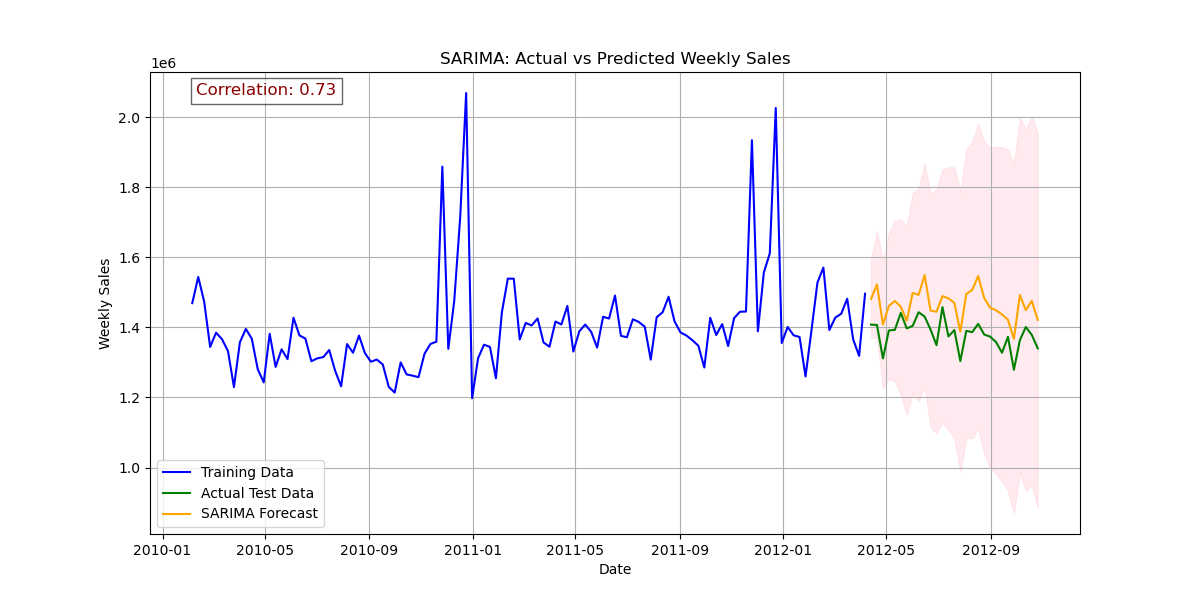 SARIMA: Actual vs Predicted Weekly Sales
1e6
Correlation: 0.73
2.0
1.8
1.6
1.4
1.2
1.0
Weekly Sales
Training Data
Actual Test Data
SARIMA Forecast
2010-01 2010-05 2010-09 2011-01 2011-05 2011-09 2012-01 2012-05 2012-09
Date